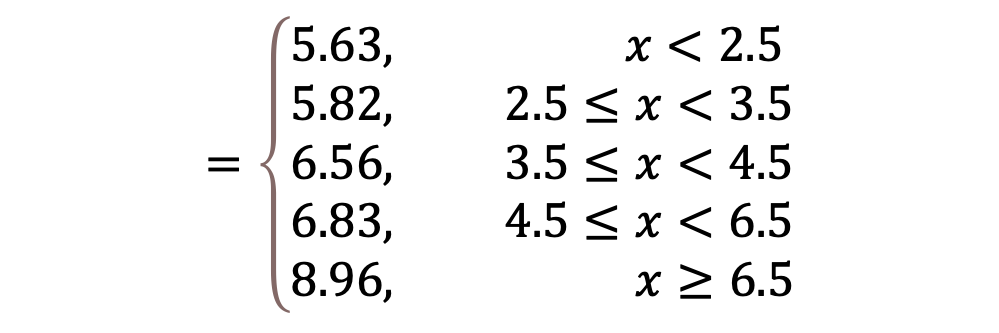 5.63, x < 2.5
5.82, 2.5 ≤ x < 3.5
= { 6.56, 3.5 ≤ x < 4.5
6.83, 4.5 ≤ x < 6.5
8.96, x ≥ 6.5